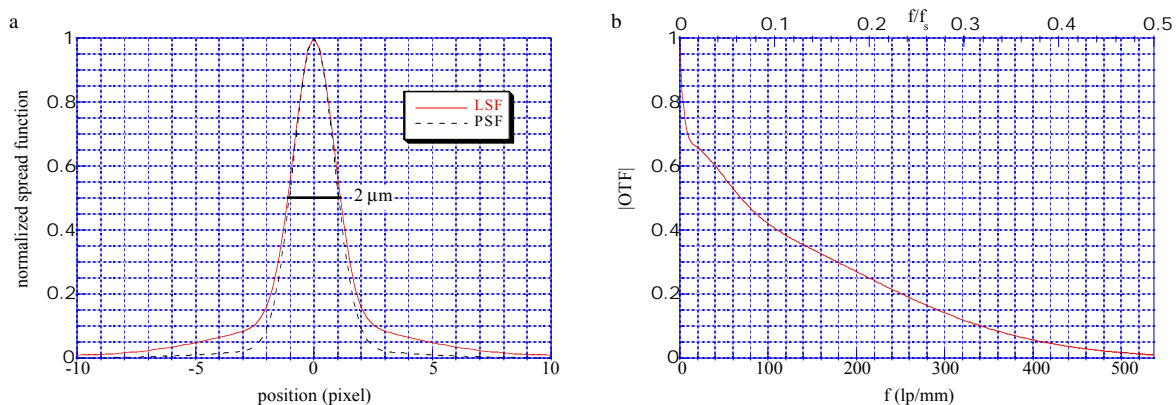 a
normalized spread function
1
0.8
0.6
0.4
0.2
0
-10
-5
0
5
10
position (pixel)
LSF
PSF
2 μm
b
f/fs
0
0.1
0.2
0.3
0.4
0.5
|OTF|
1
0.8
0.6
0.4
0.2
0
0
100
200
300
400
500
f (lp/mm)